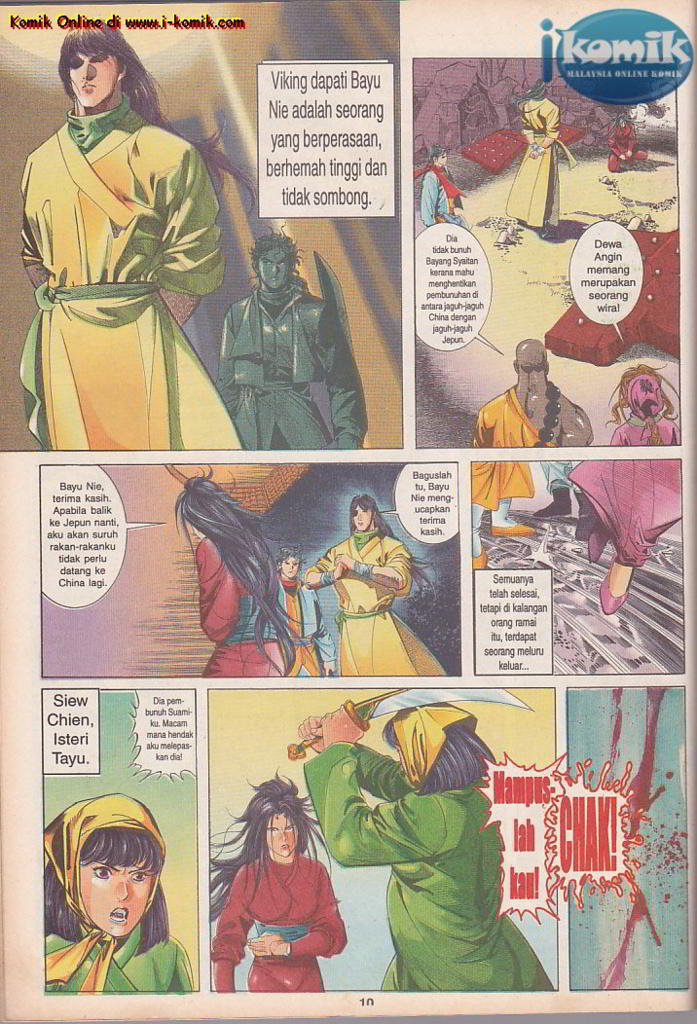 Komik Online di www.i-komik.com
ikomik
MALAYSIA ONLINE KOMIK
Viking dapati Bayu
Nie adalah seorang
yang berperasaan,
berhemah tinggi dan
tidak sombong.
Dia
tidak bunuh
Bayang Syaitan
kerana mahu
menghentikan
pembunuhan di
antara jaguh-jaguh
China dengan
jaguh-jaguh
Jepun.
Dewa
Angin
memang
merupakan
seorang
wira!
Bayu Nie,
terima kasih.
Apabila balik
ke Jepun nanti,
aku akan suruh
rakan-rakanku
tidak perlu
datang ke
China lagi.
Baguslah
tu, Bayu
Nie meng-
ucapkan
terima
kasih.
Semuanya
telah selesai,
tetapi di kalangan
orang ramai
itu, terdapat
seorang meluru
keluar...
Siew
Chien,
Isteri
Tayu.
Dia pem-
bunuh Suami-
ku. Macam
mana hendak
aku melepas-
kan dia!
Mampus-
lah
kau!
CHAK!
10